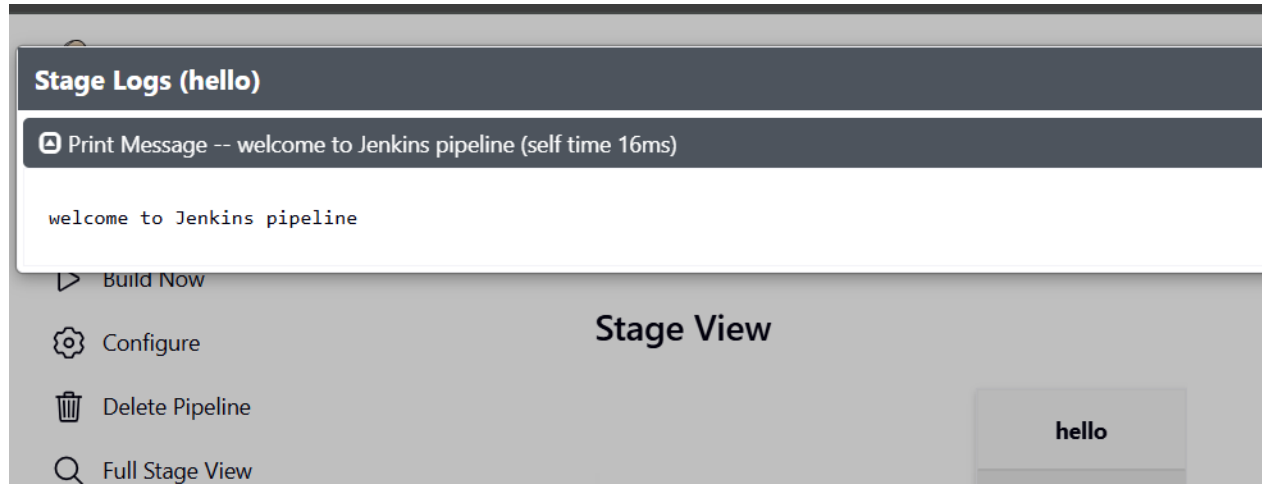 Stage Logs (hello)
Print Message -- welcome to Jenkins pipeline (self time 16ms)
welcome to Jenkins pipeline
Build Now
Configure
Stage View
Delete Pipeline
hello
Full Stage View